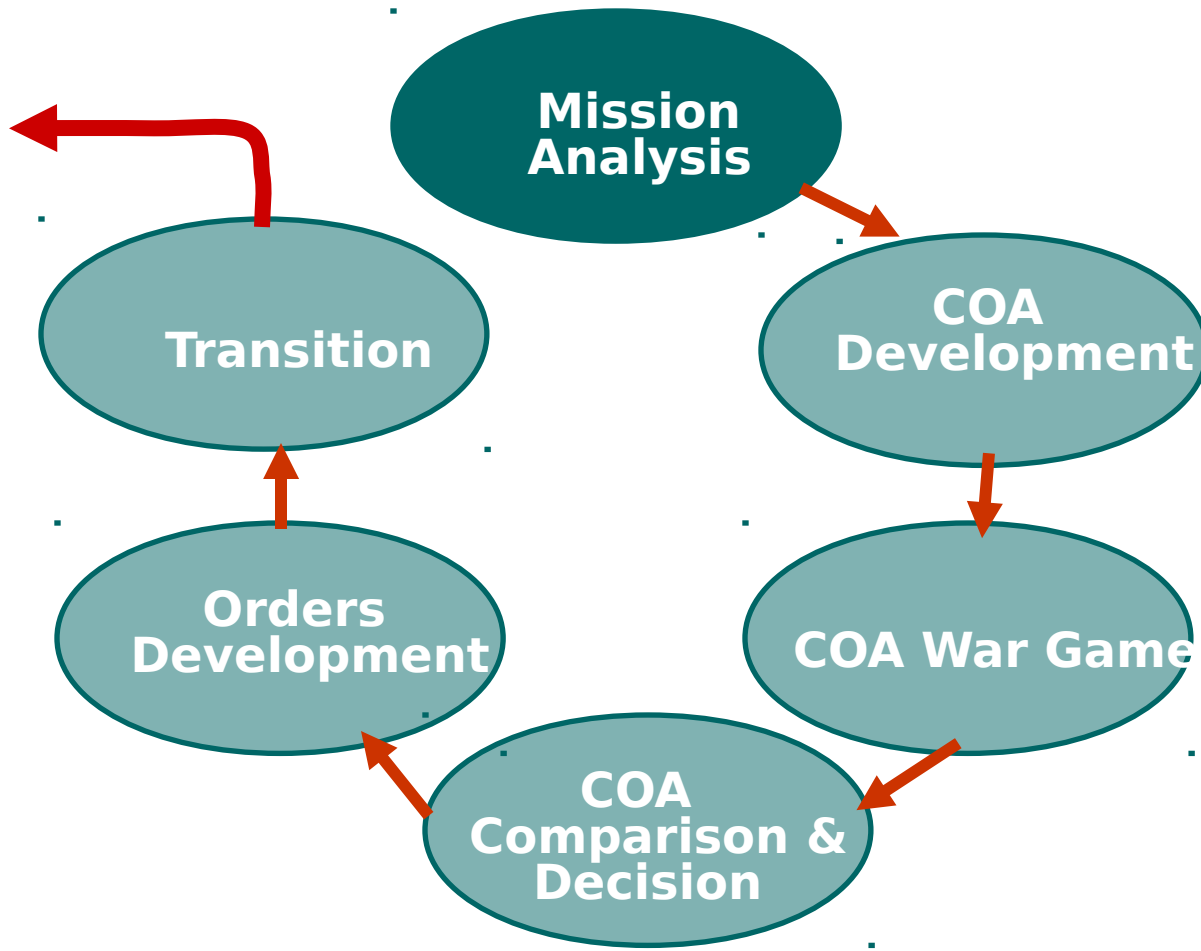 Mission
Analysis
COA
Development
COA War Game
COA
Comparison &
Decision
Orders
Development
Transition